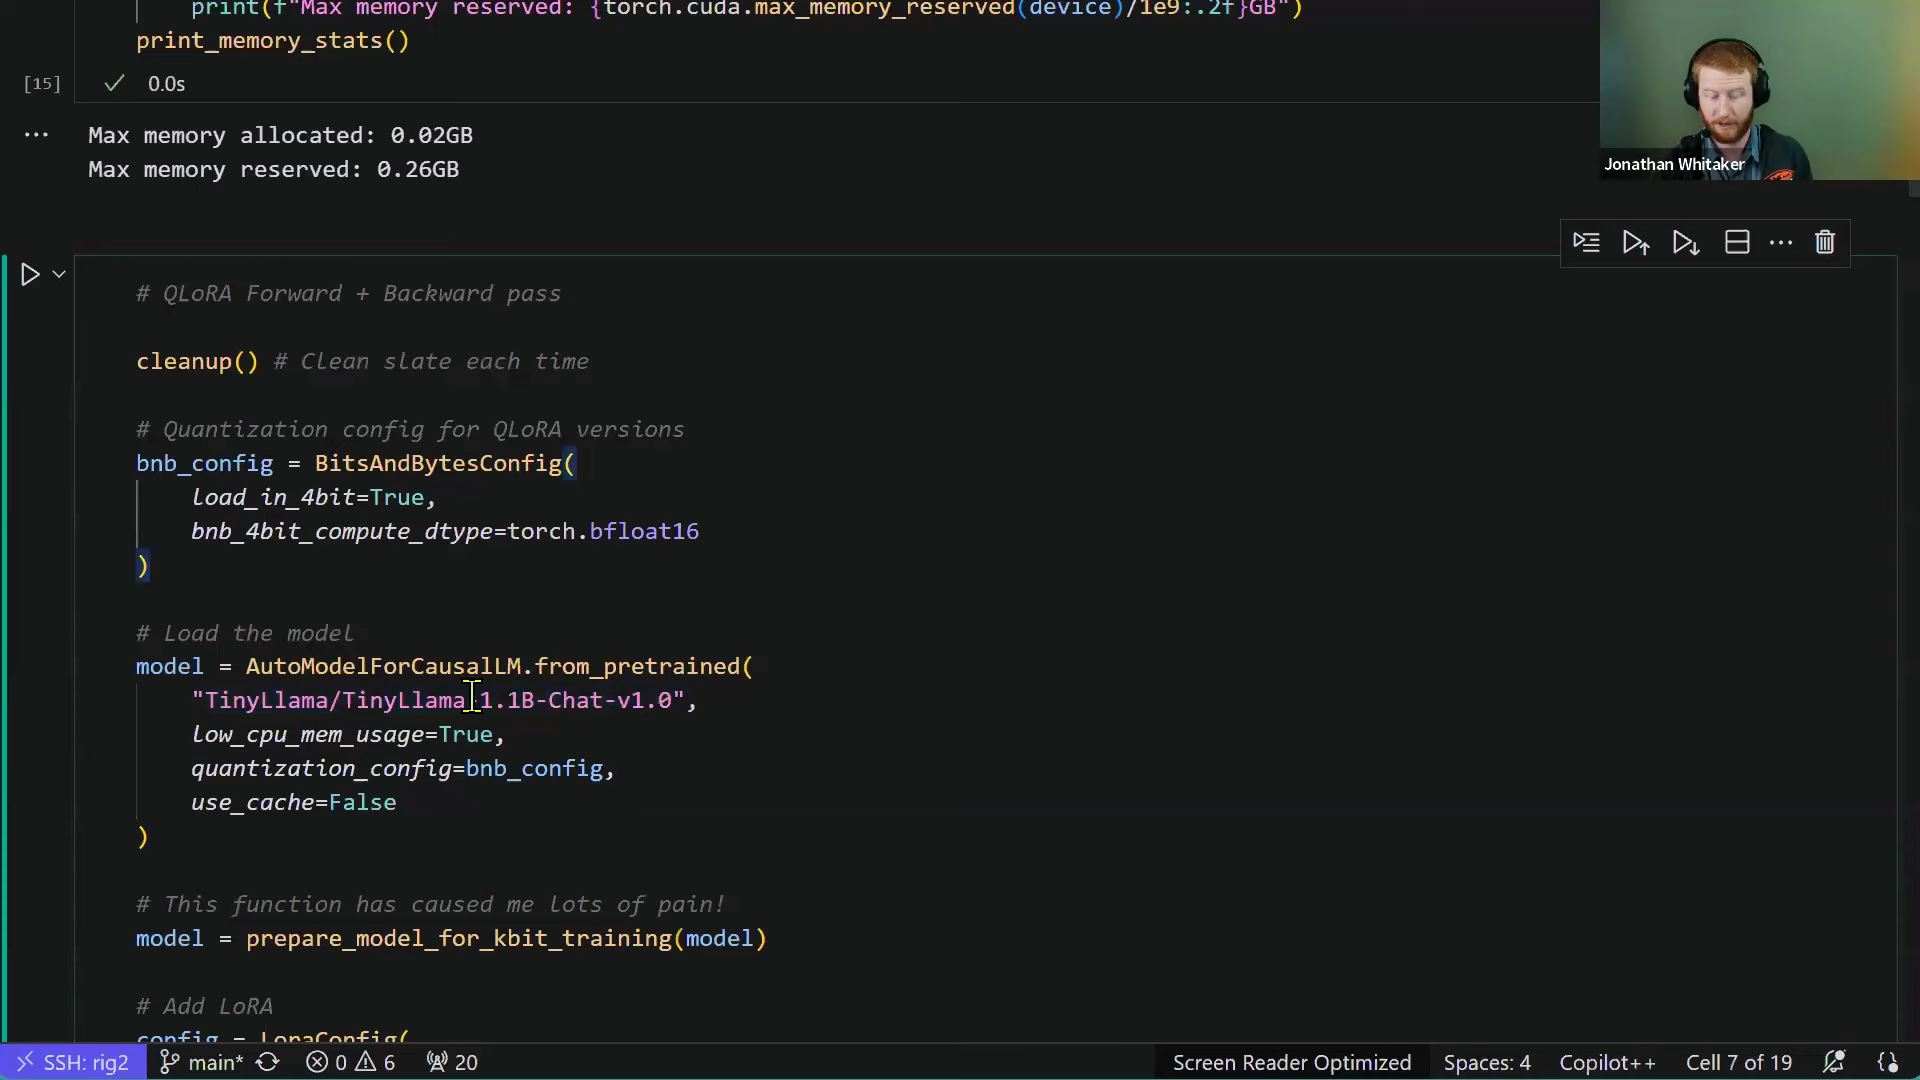 print(f"Max memory reserved: {torch.cuda.max_memory_reserved(device)/1e9:.2f}GB")
print_memory_stats()
[15]
0.0s
Max memory allocated: 0.02GB
Max memory reserved: 0.26GB
Jonathan Whitaker
# QLoRA Forward + Backward pass
cleanup() # Clean slate each time
# Quantization config for QLoRA versions
bnb_config = BitsAndBytesConfig(
load_in_4bit=True,
bnb_4bit_compute_dtype=torch.bfloat16
)
# Load the model
model = AutoModelForCausalLM.from_pretrained(
"TinyLlama/TinyLlama-1.1B-Chat-v1.0",
low_cpu_mem_usage=True,
quantization_config=bnb_config,
use_cache=False
)
# This function has caused me lots of pain!
model = prepare_model_for_kbit_training(model)
# Add LoRA
config = LoraConfig(
SSH: rig2 main* 0 6 20 Screen Reader Optimized Spaces: 4 Copilot++ Cell 7 of 19